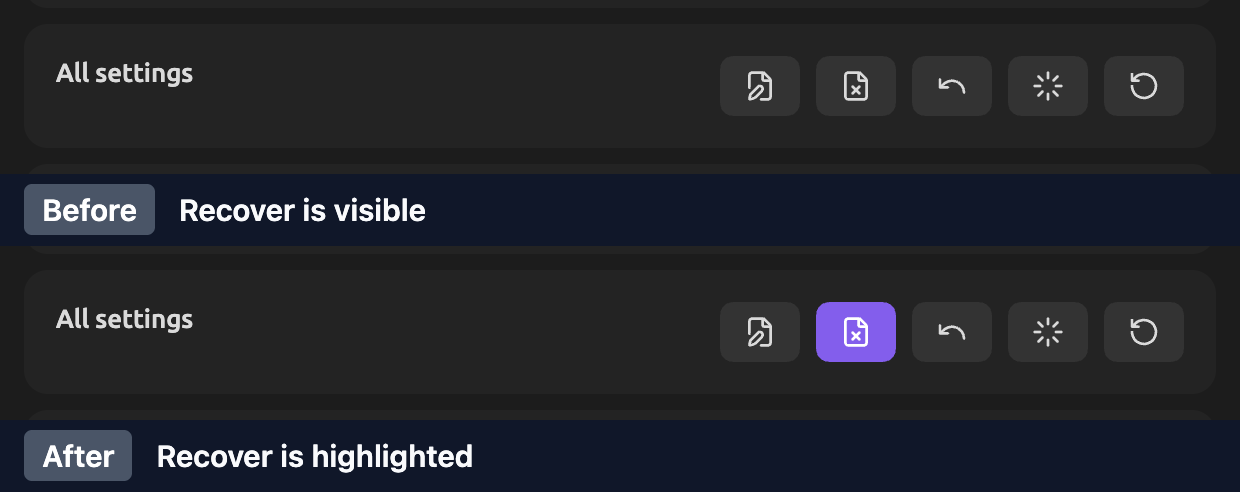 All settings
Before Recover is visible
All settings
After Recover is highlighted